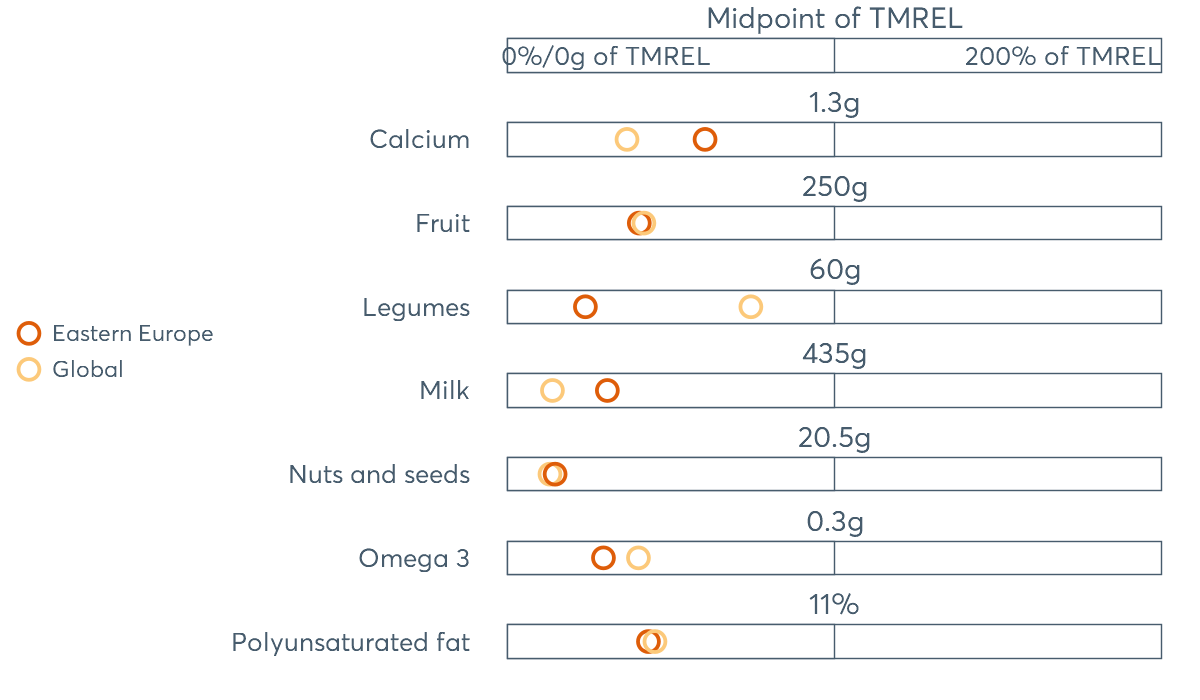 Midpoint of TMREL
0%/0g of TMREL
200% of TMREL
1.3g
Calcium
250g
Fruit
60g
Legumes
Eastern Europe
Global
435g
Milk
20.5g
Nuts and seeds
0.3g
Omega 3
11%
Polyunsaturated fat